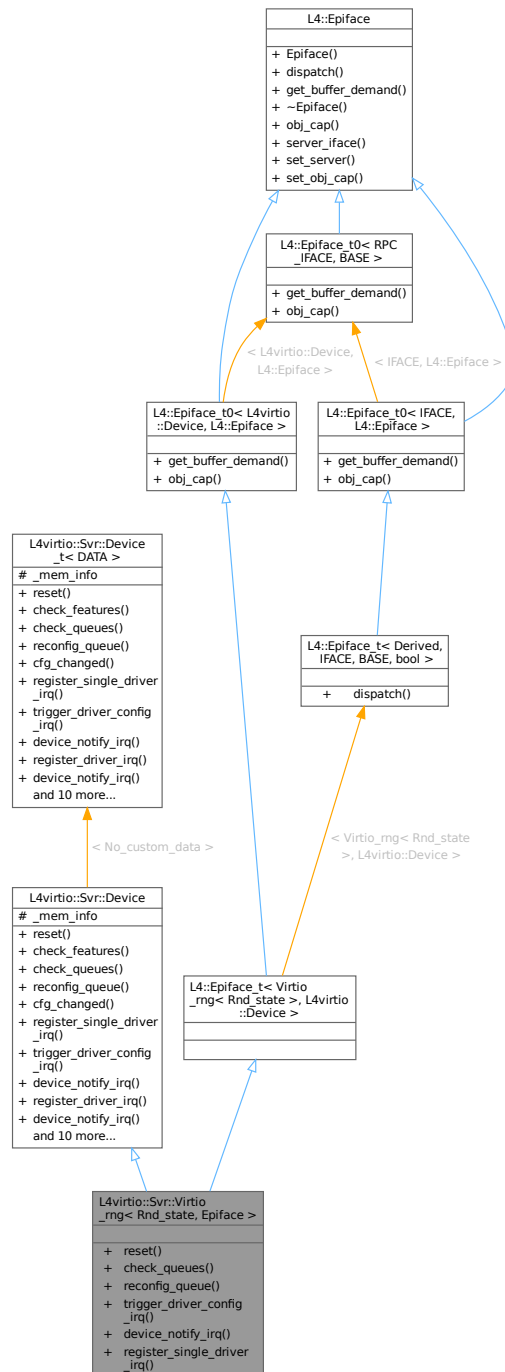 L4::Epiface
+ Epiface()
+ dispatch()
+ get_buffer_demand()
+ ~Epiface()
+ obj_cap()
+ server_iface()
+ set_server()
+ set_obj_cap()
L4::Epiface_t0< RPC
_IFACE, BASE >
+ get_buffer_demand()
+ obj_cap()
< L4virtio::Device,
L4::Epiface >
< IFACE, L4::Epiface >
L4::Epiface_t0< L4virtio
::Device, L4::Epiface >
+ get_buffer_demand()
+ obj_cap()
L4::Epiface_t0< IFACE,
L4::Epiface >
+ get_buffer_demand()
+ obj_cap()
L4virtio::Svr::Device
_t< DATA >
# _mem_info
+ reset()
+ check_features()
+ check_queues()
+ reconfig_queue()
+ cfg_changed()
+ register_single_driver
_irq()
+ trigger_driver_config
_irq()
+ device_notify_irq()
+ register_driver_irq()
+ device_notify_irq()
and 10 more...
L4::Epiface_t< Derived,
IFACE, BASE, bool >
+ dispatch()
< No_custom_data >
< Virtio_rng< Rnd_state
>, L4virtio::Device >
L4virtio::Svr::Device
# _mem_info
+ reset()
+ check_features()
+ check_queues()
+ reconfig_queue()
+ cfg_changed()
+ register_single_driver
_irq()
+ trigger_driver_config
_irq()
+ device_notify_irq()
+ register_driver_irq()
+ device_notify_irq()
and 10 more...
L4::Epiface_t< Virtio
_rng< Rnd_state >, L4virtio
::Device >
L4virtio::Svr::Virtio
_rng< Rnd_state, Epiface >
+ reset()
+ check_queues()
+ reconfig_queue()
+ trigger_driver_config
_irq()
+ device_notify_irq()
+ register_single_driver
_irq()